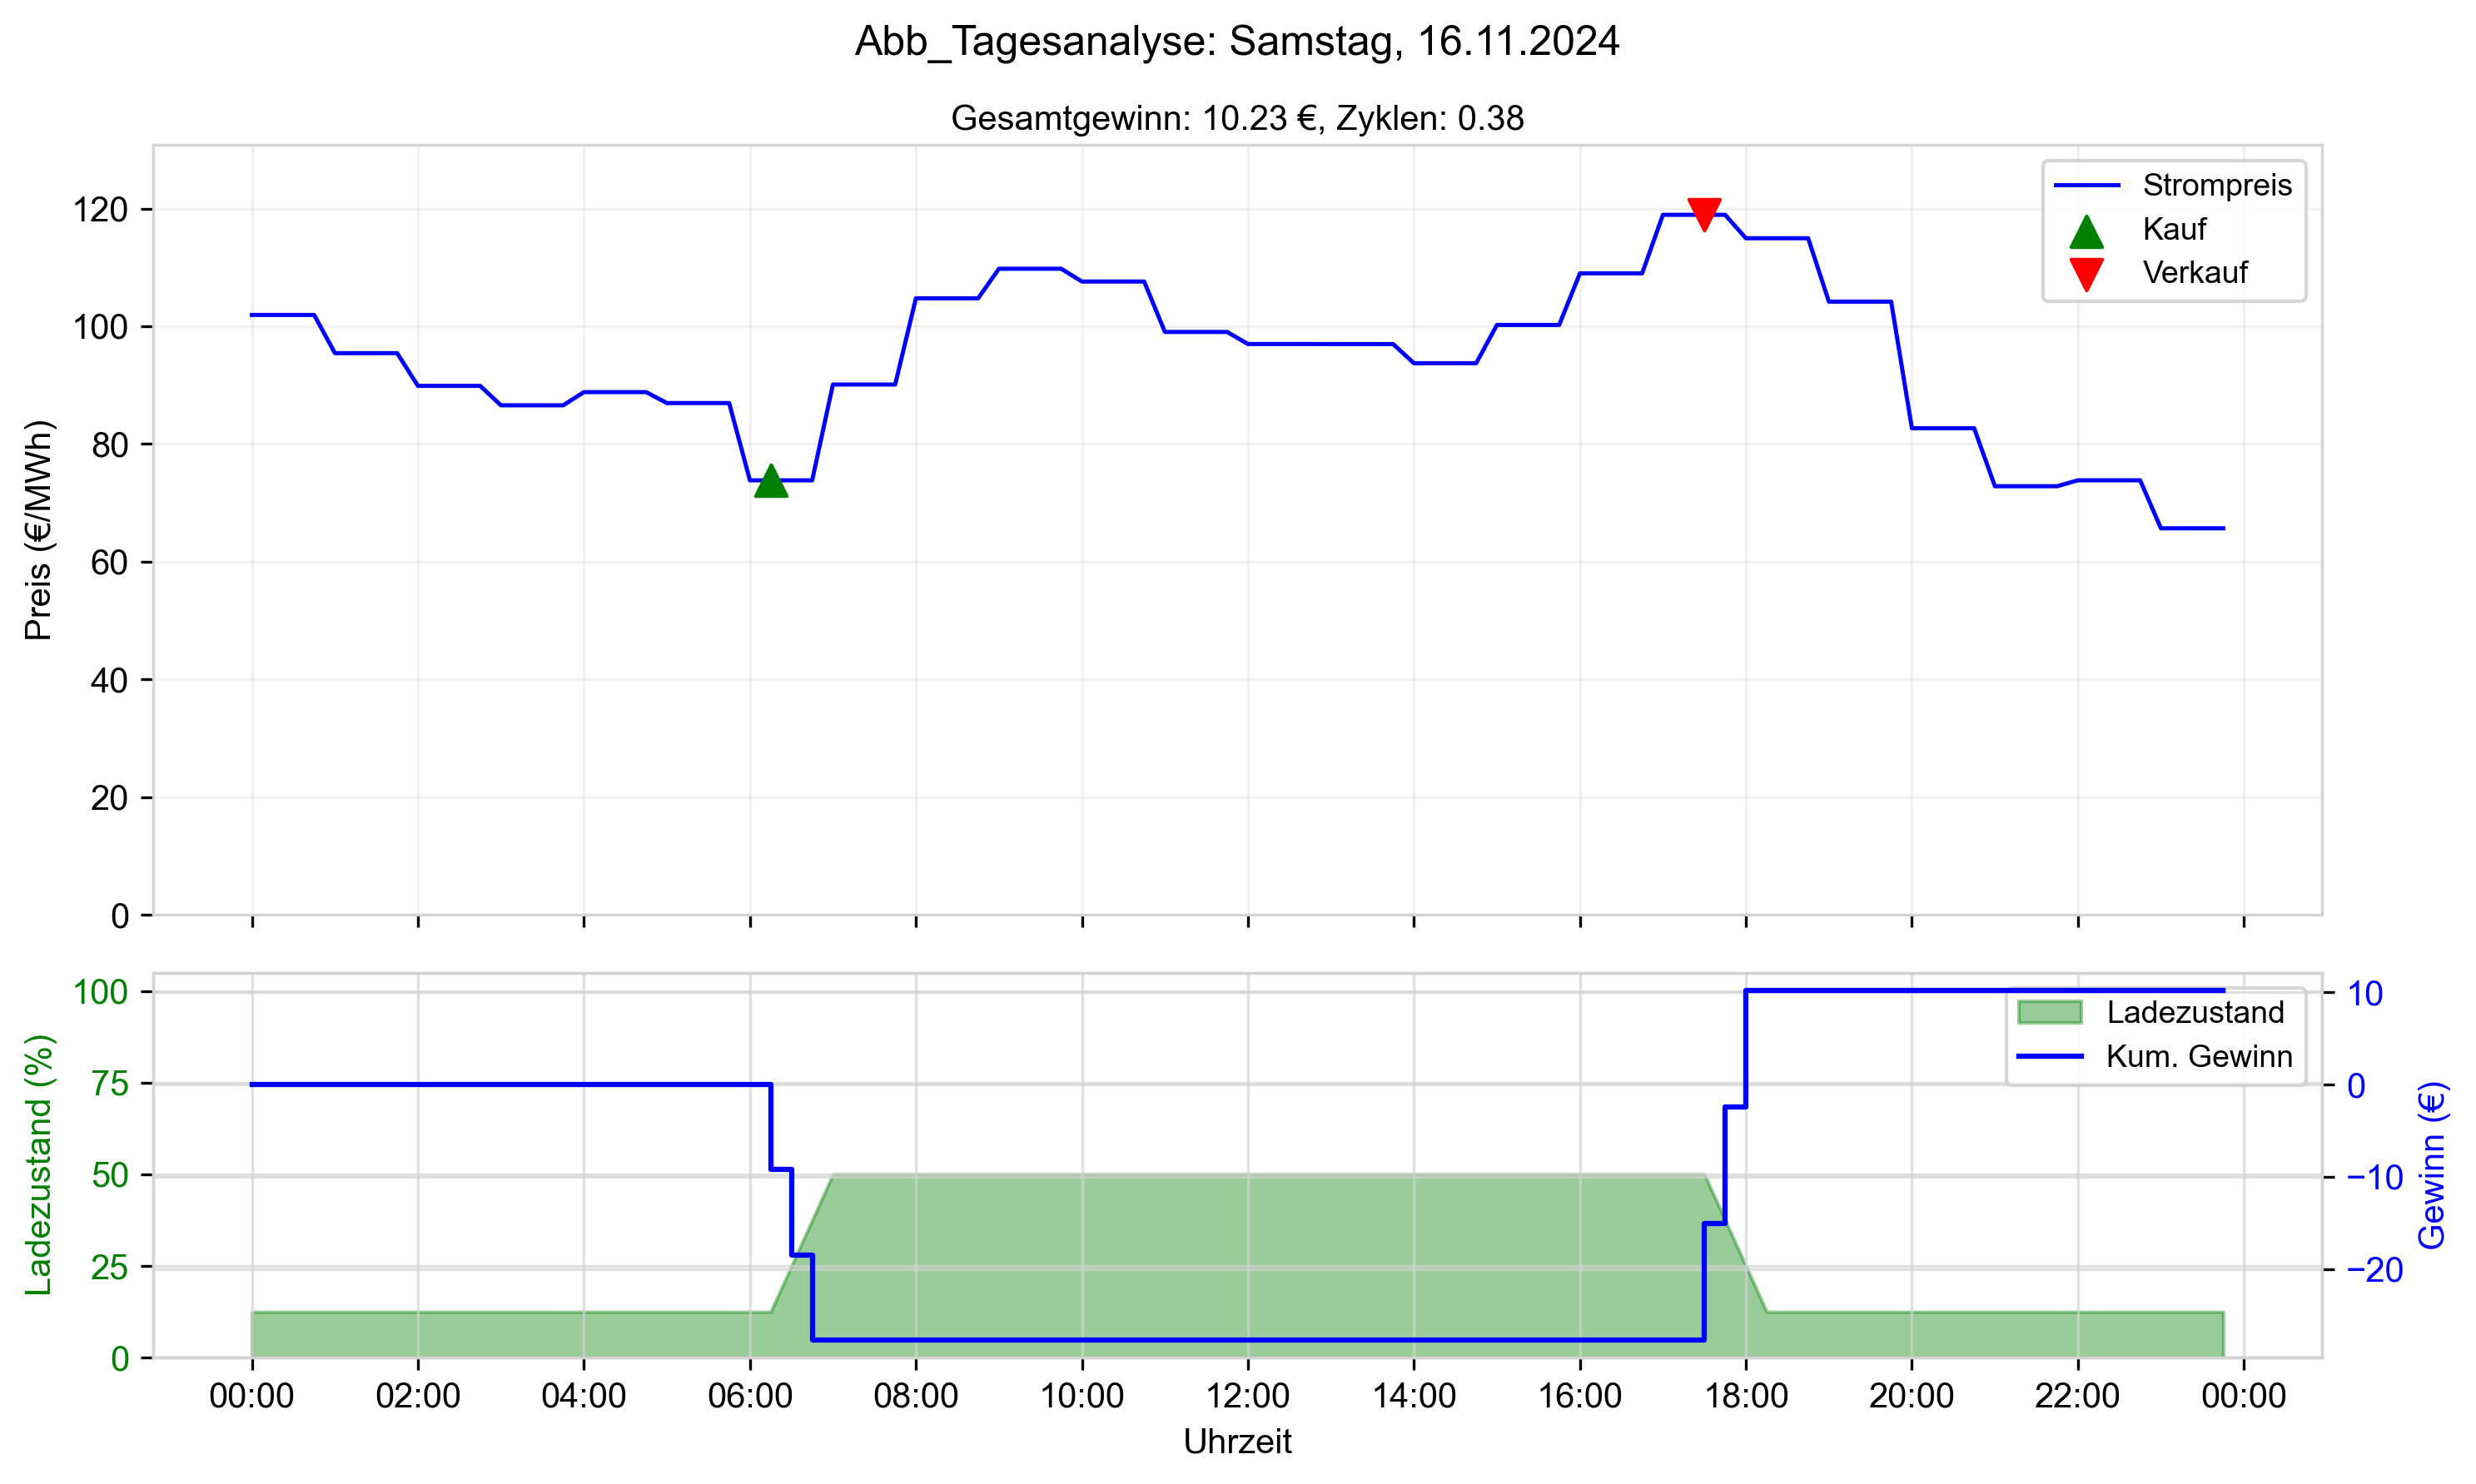 Abb_Tagesanalyse: Samstag, 16.11.2024
Gesamtgewinn: 10.23 €, Zyklen: 0.38
Preis (€/MWh)
120
100
80
60
40
20
0
Strompreis
Kauf
Verkauf
Ladezustand (%)
100
75
50
25
0
Ladezustand
Kum. Gewinn
10
0
−10
−20
Gewinn (€)
00:00 02:00 04:00 06:00 08:00 10:00 12:00 14:00 16:00 18:00 20:00 22:00 00:00
Uhrzeit